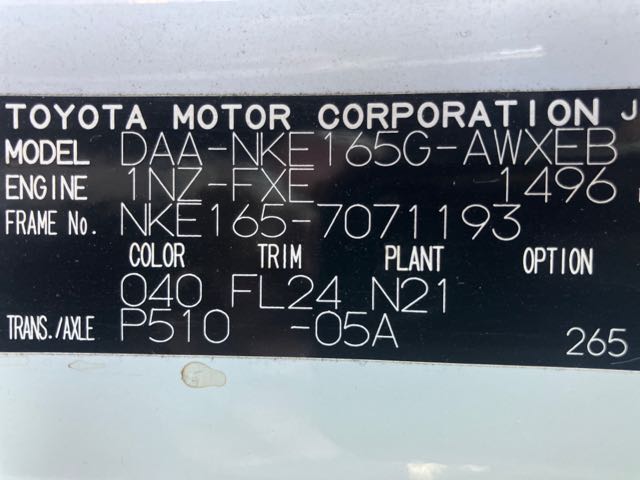 TOYOTA MOTOR CORPORATION J
MODEL DAA-NKE165G-AWXEB
ENGINE 1NZ-FXE 1496
FRAME No. NKE165-7071193
COLOR TRIM PLANT OPTION
040 FL24 N21
TRANS./AXLE P510 -05A 265